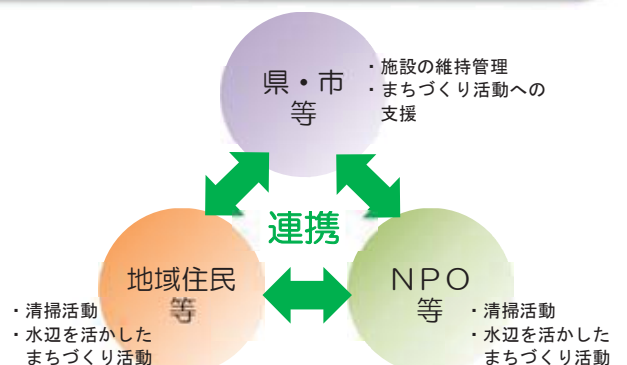 県・市
等
・施設の維持管理
・まちづくり活動への
支援
連携
地域住民
等
・清掃活動
・水辺を活かした
まちづくり活動
NPO
等
・清掃活動
・水辺を活かした
まちづくり活動